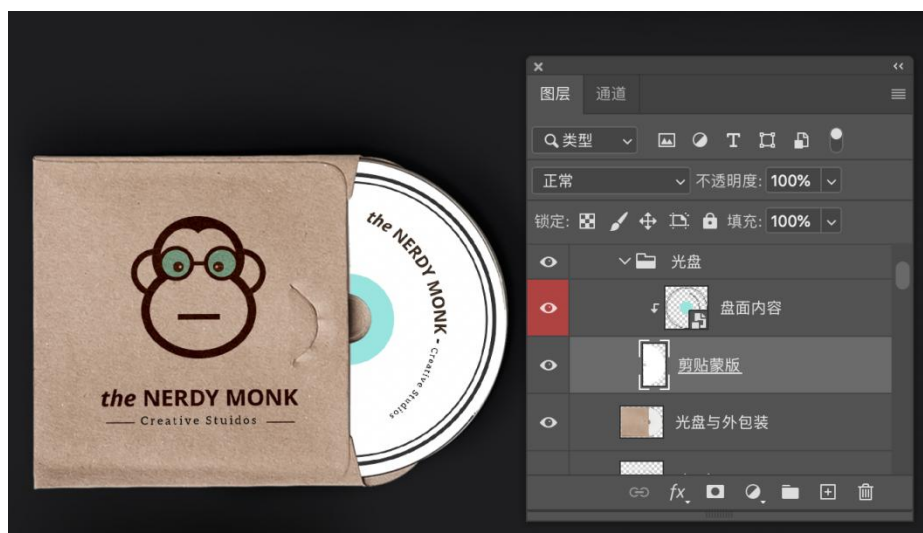 the NERDY MONK
Creative Stuidos
the NERDY MONK - Creative Studios
图层 通道
类型
正常 不透明度: 100%
锁定: 填充: 100%
光盘
盘面内容
剪贴蒙版
光盘与外包装
fx